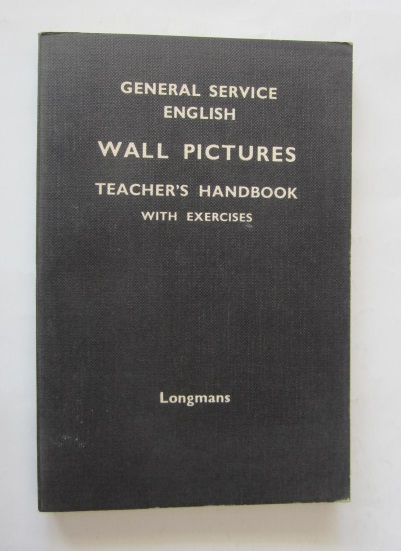 GENERAL SERVICE
ENGLISH
WALL PICTURES
TEACHER'S HANDBOOK
WITH EXERCISES
Longmans